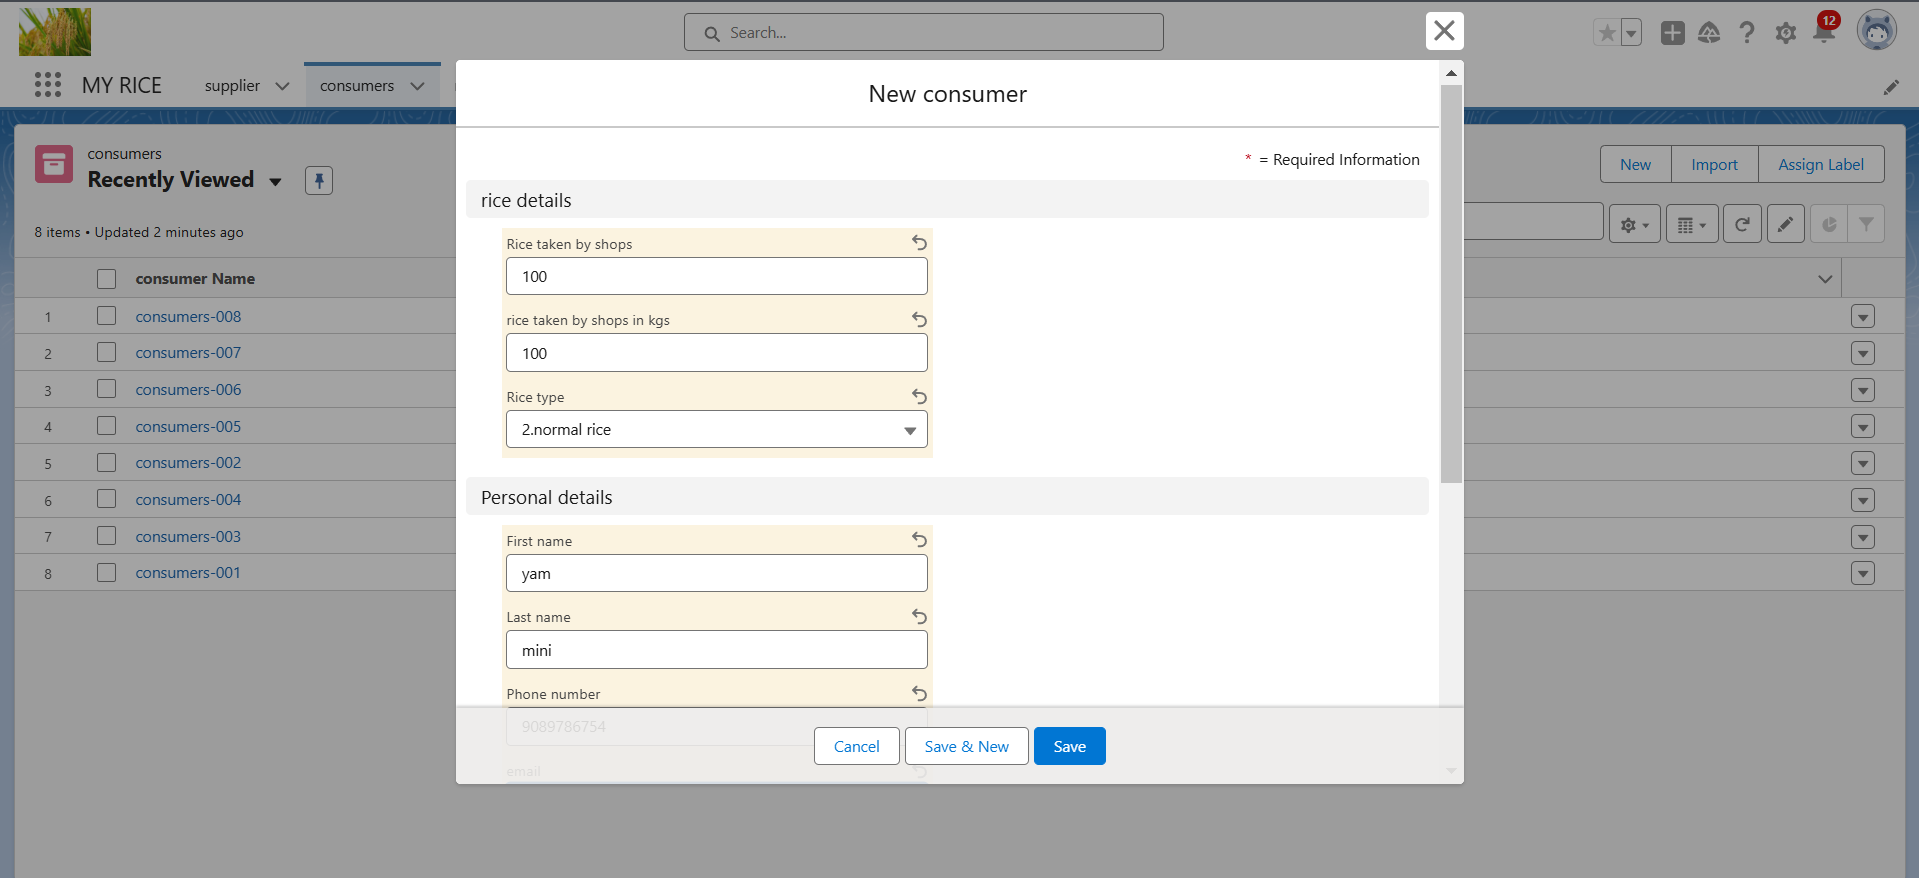 Search...
12
MY RICE
supplier
consumers
New consumer
* = Required Information
consumers
Recently Viewed
New
Import
Assign Label
8 items • Updated 2 minutes ago
rice details
Rice taken by shops
100
rice taken by shops in kgs
100
Rice type
2.normal rice
Personal details
First name
yam
Last name
mini
Phone number
9089786754
email
Cancel
Save & New
Save
consumer Name
1 consumers-008
2 consumers-007
3 consumers-006
4 consumers-005
5 consumers-002
6 consumers-004
7 consumers-003
8 consumers-001